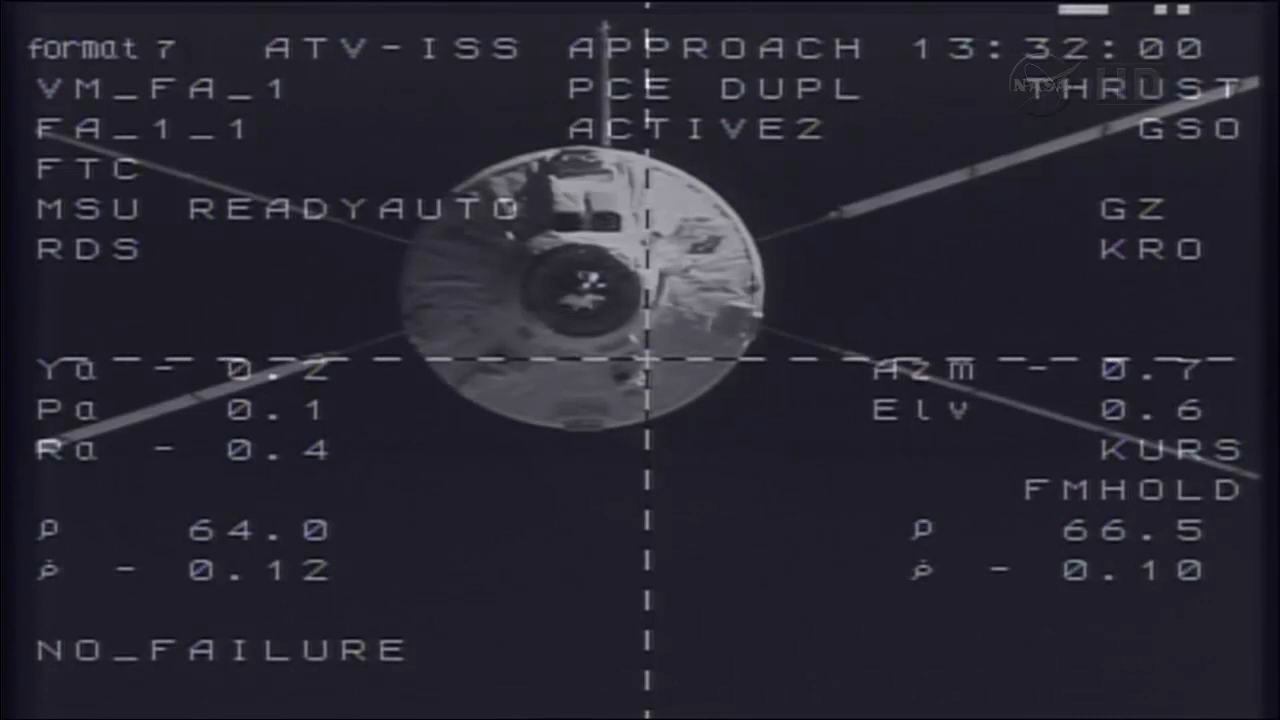 format 7 ATV-ISS APPROACH 13:32:00
VM_FA_1 PCE DUPL THRUST
FA_1_1 ACTIVE2 GSO
FTC
MSU READYAUTO GZ
RDS KRO
Ya - 0.2 Azm - 0.7
Pa 0.1 Elv 0.6
Ra - 0.4 KURS
FMHOLD
ρ 64.0 ρ 66.5
ρ̇ - 0.12 ρ̇ - 0.10
NO_FAILURE
NASA HD